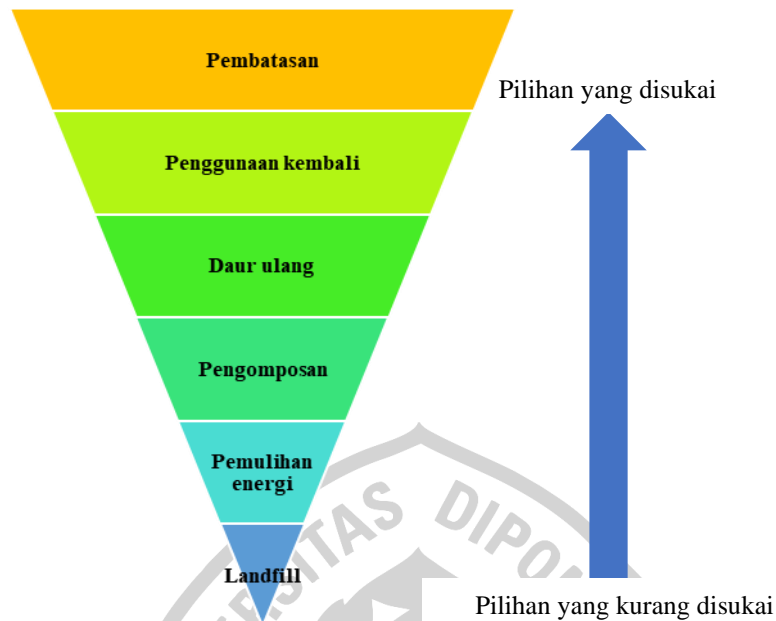 Pembatasan
Pilihan yang disukai
Penggunaan kembali
Daur ulang
Pengomposan
Pemulihan
energi
Landfill
Pilihan yang kurang disukai